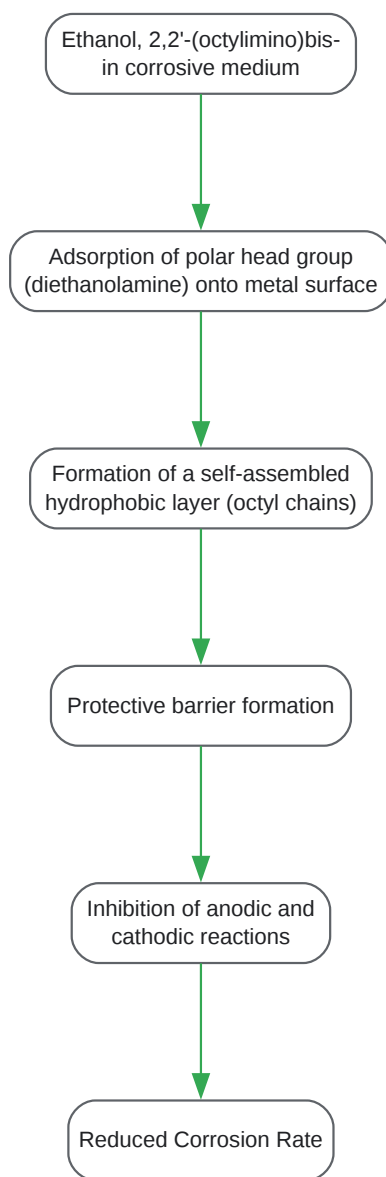 Ethanol, 2,2'-(octylimino)bis-
in corrosive medium
Adsorption of polar head group
(diethanolamine) onto metal surface
Formation of a self-assembled
hydrophobic layer (octyl chains)
Protective barrier formation
Inhibition of anodic and
cathodic reactions
Reduced Corrosion Rate